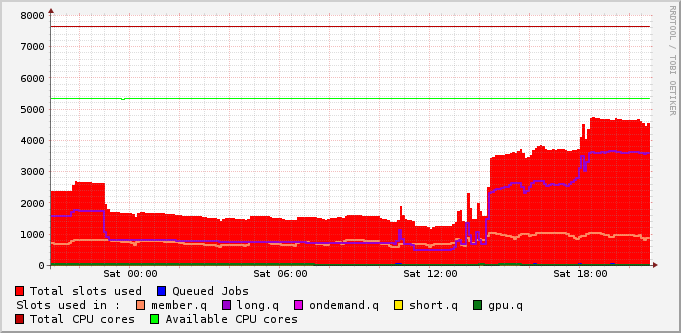 8000
7000
6000
5000
4000
3000
2000
1000
0
Sat 00:00 Sat 06:00 Sat 12:00 Sat 18:00
RRDTOOL / TOBI OETIKER
Total slots used Queued Jobs
Slots used in : member.q long.q ondemand.q short.q gpu.q
Total CPU cores Available CPU cores